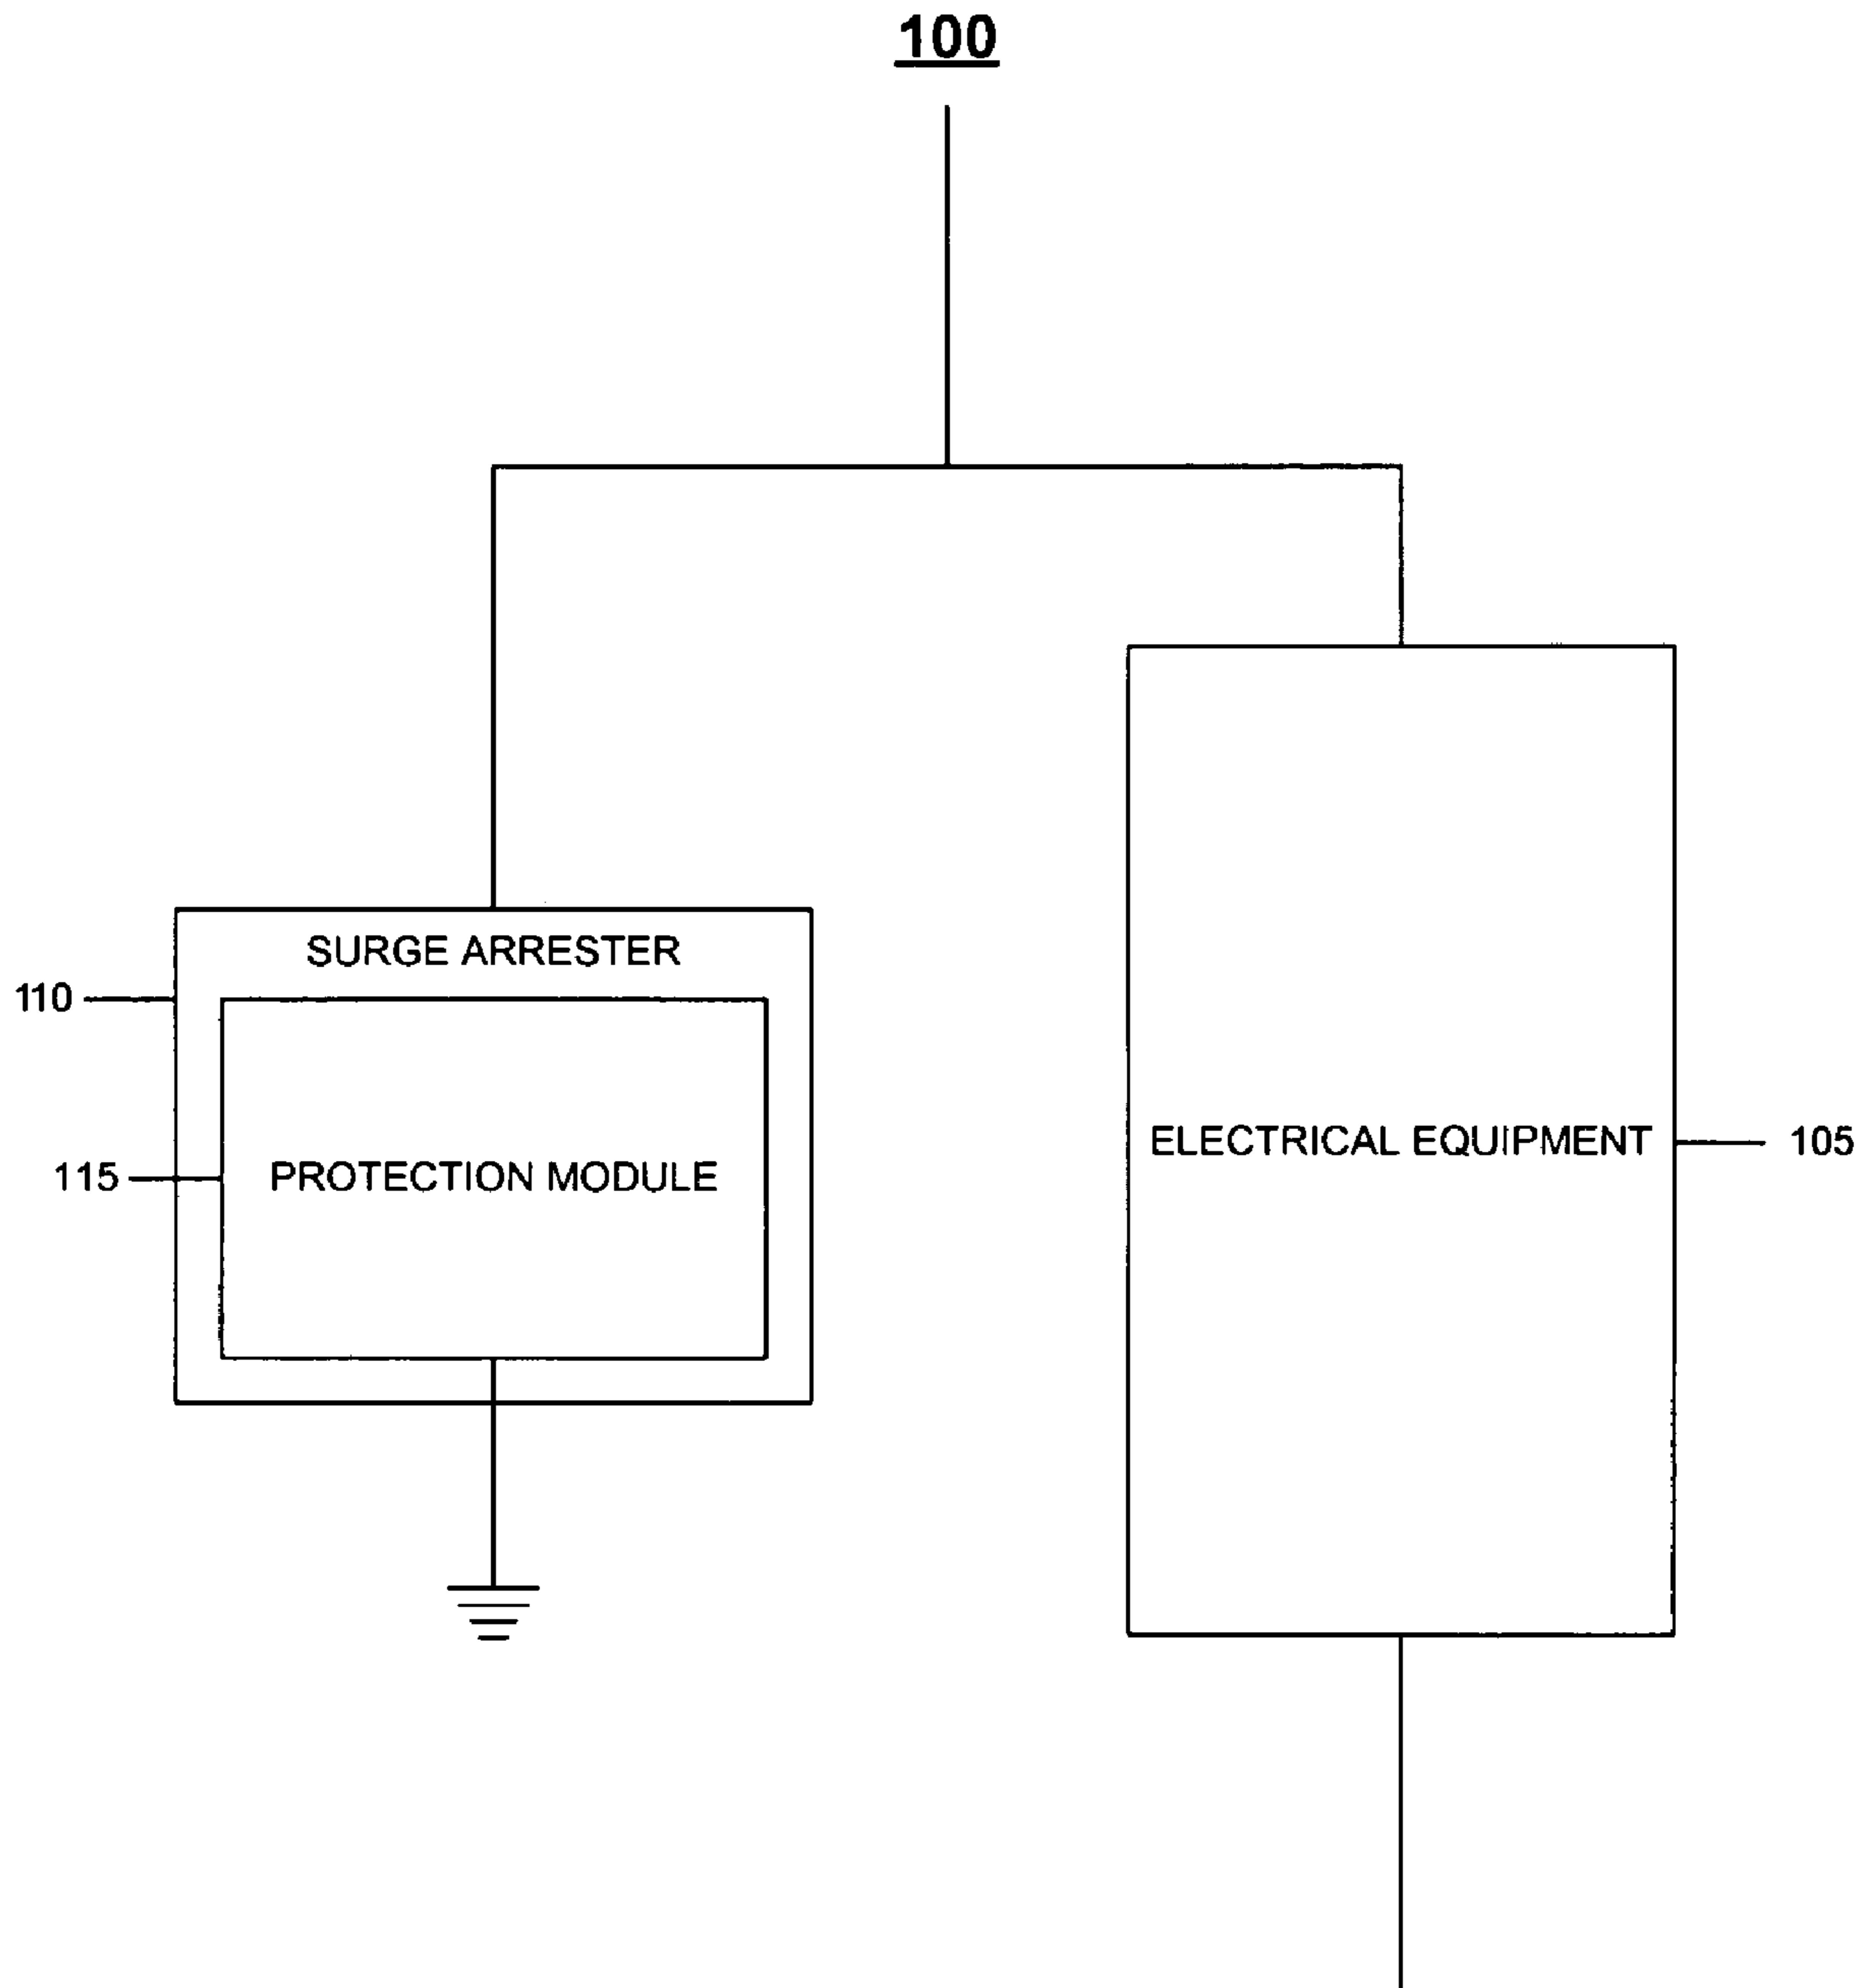 100
SURGE ARRESTER
110
115
PROTECTION MODULE
ELECTRICAL EQUIPMENT
105